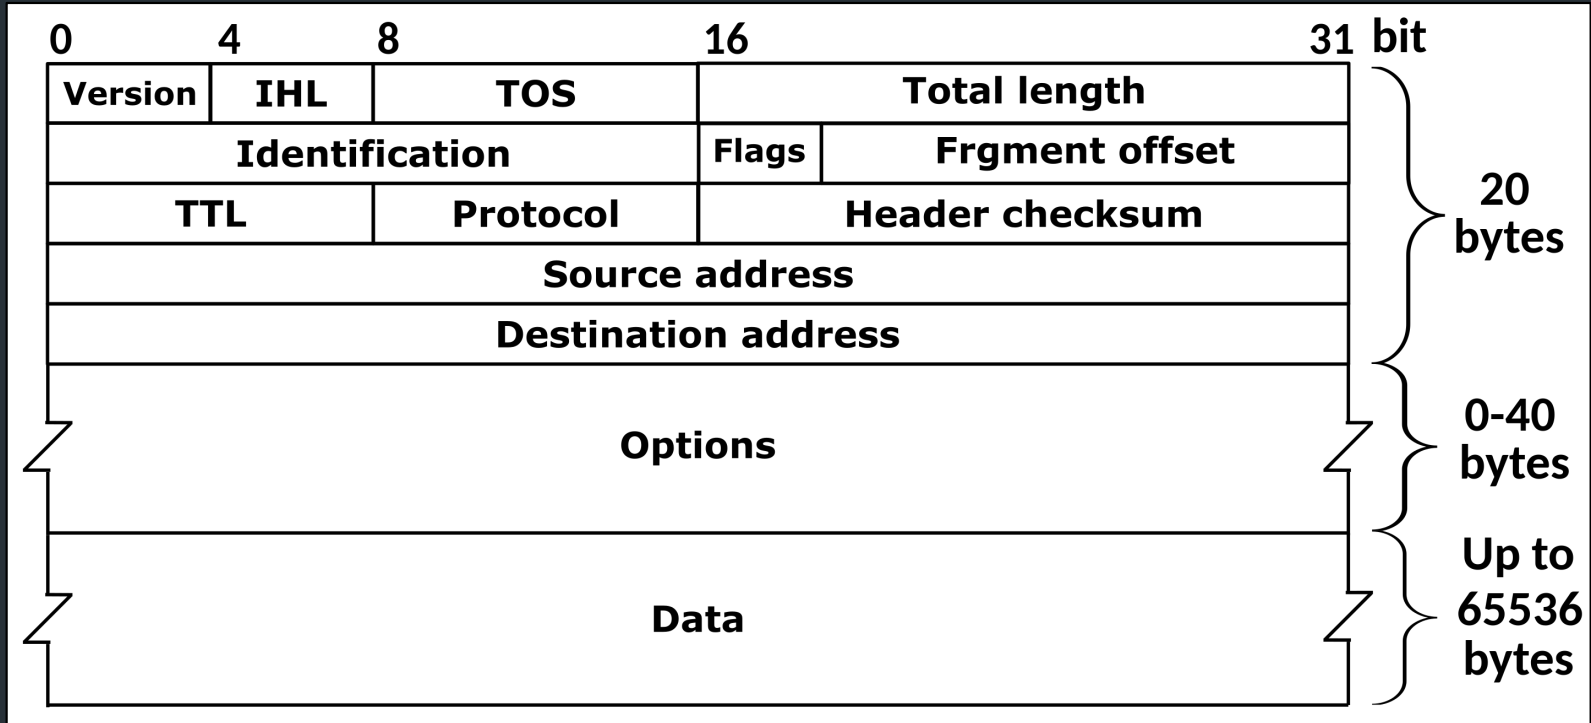 0 4 8 16 31 bit
Version IHL TOS Total length
Identification Flags Frgment offset
TTL Protocol Header checksum
Source address
Destination address
20
bytes
Options
0-40
bytes
Data
Up to
65536
bytes